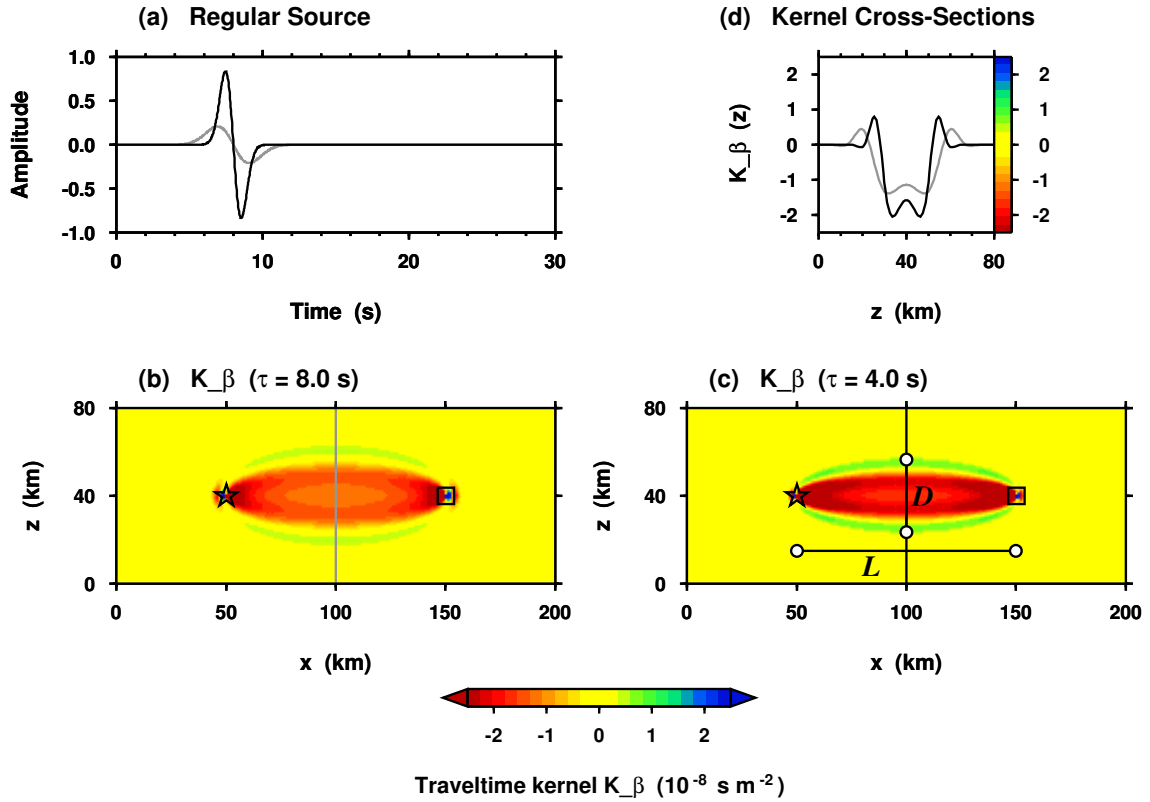 (a) Regular Source
1.0
0.5
0.0
-0.5
-1.0
Amplitude
0 10 20 30
Time (s)
(d) Kernel Cross-Sections
2
1
0
-1
-2
K_β (z)
2
1
0
-1
-2
0 40 80
z (km)
(b) K_β (τ = 8.0 s)
80
40
0
z (km)
0 50 100 150 200
x (km)
(c) K_β (τ = 4.0 s)
80
40
0
z (km)
D
L
0 50 100 150 200
x (km)
-2 -1 0 1 2
Traveltime kernel K_β (10⁻⁸ s m⁻²)